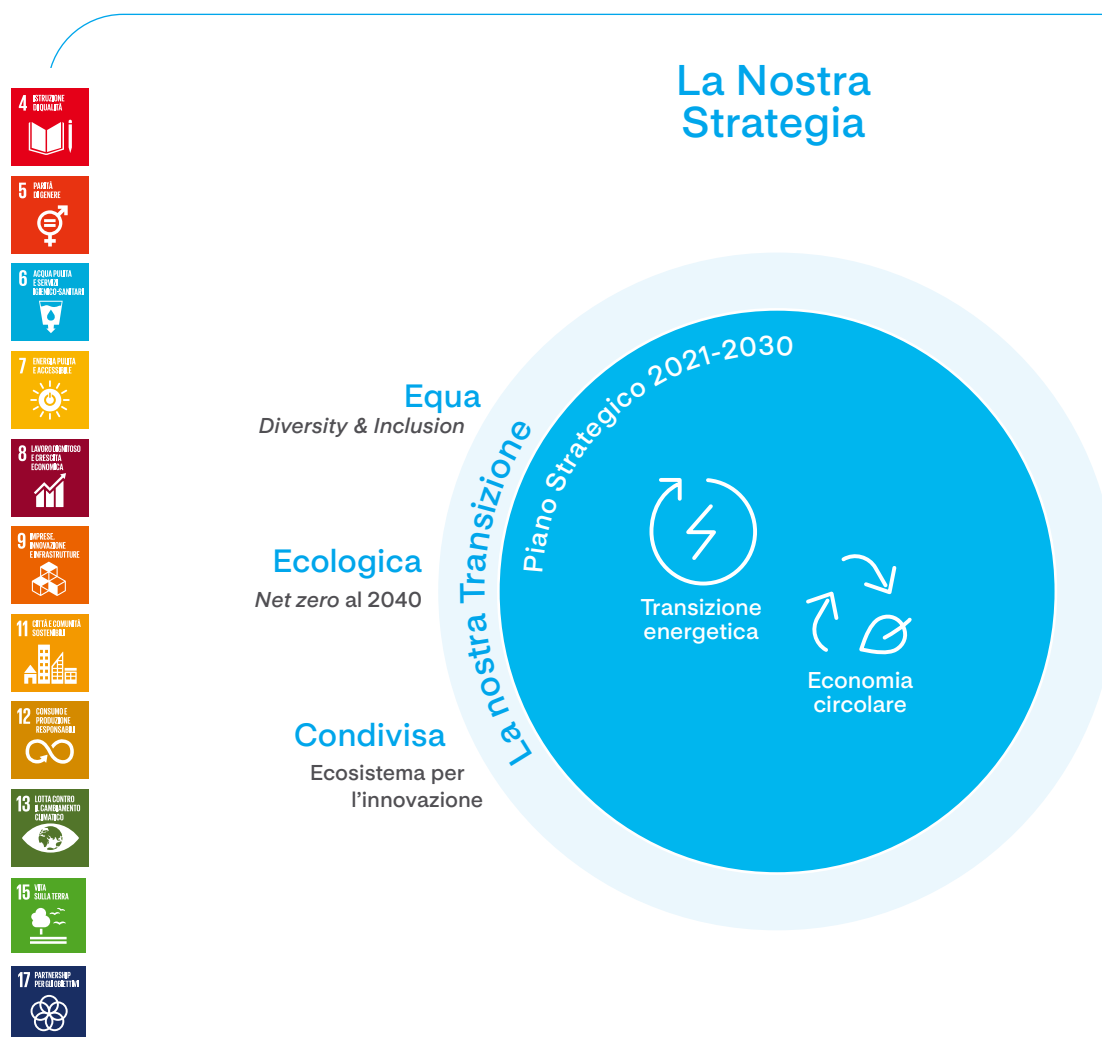 La Nostra
Strategia
4 ISTRUZIONE
DI QUALITÀ
5 PARITÀ
DI GENERE
6 ACQUA PULITA
E SERVIZI
IGIENICO-SANITARI
7 ENERGIA PULITA
E ACCESSIBILE
8 LAVORO DIGNITOSO
E CRESCITA
ECONOMICA
9 IMPRESE,
INNOVAZIONE
E INFRASTRUTTURE
11 CITTÀ E COMUNITÀ
SOSTENIBILI
12 CONSUMO E
PRODUZIONE
RESPONSABILI
13 LOTTA CONTRO
IL CAMBIAMENTO
CLIMATICO
15 VITA
SULLA TERRA
17 PARTNERSHIP
PER GLI OBIETTIVI
Equa
Diversity & Inclusion
Ecologica
Net zero al 2040
Condivisa
Ecosistema per
l'innovazione
La nostra Transizione
Piano Strategico 2021-2030
Transizione
energetica
Economia
circolare